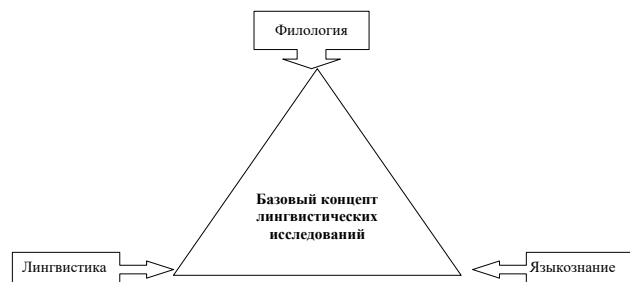 Филология
Базовый концепт
лингвистических
исследований
Лингвистика
Языкознание